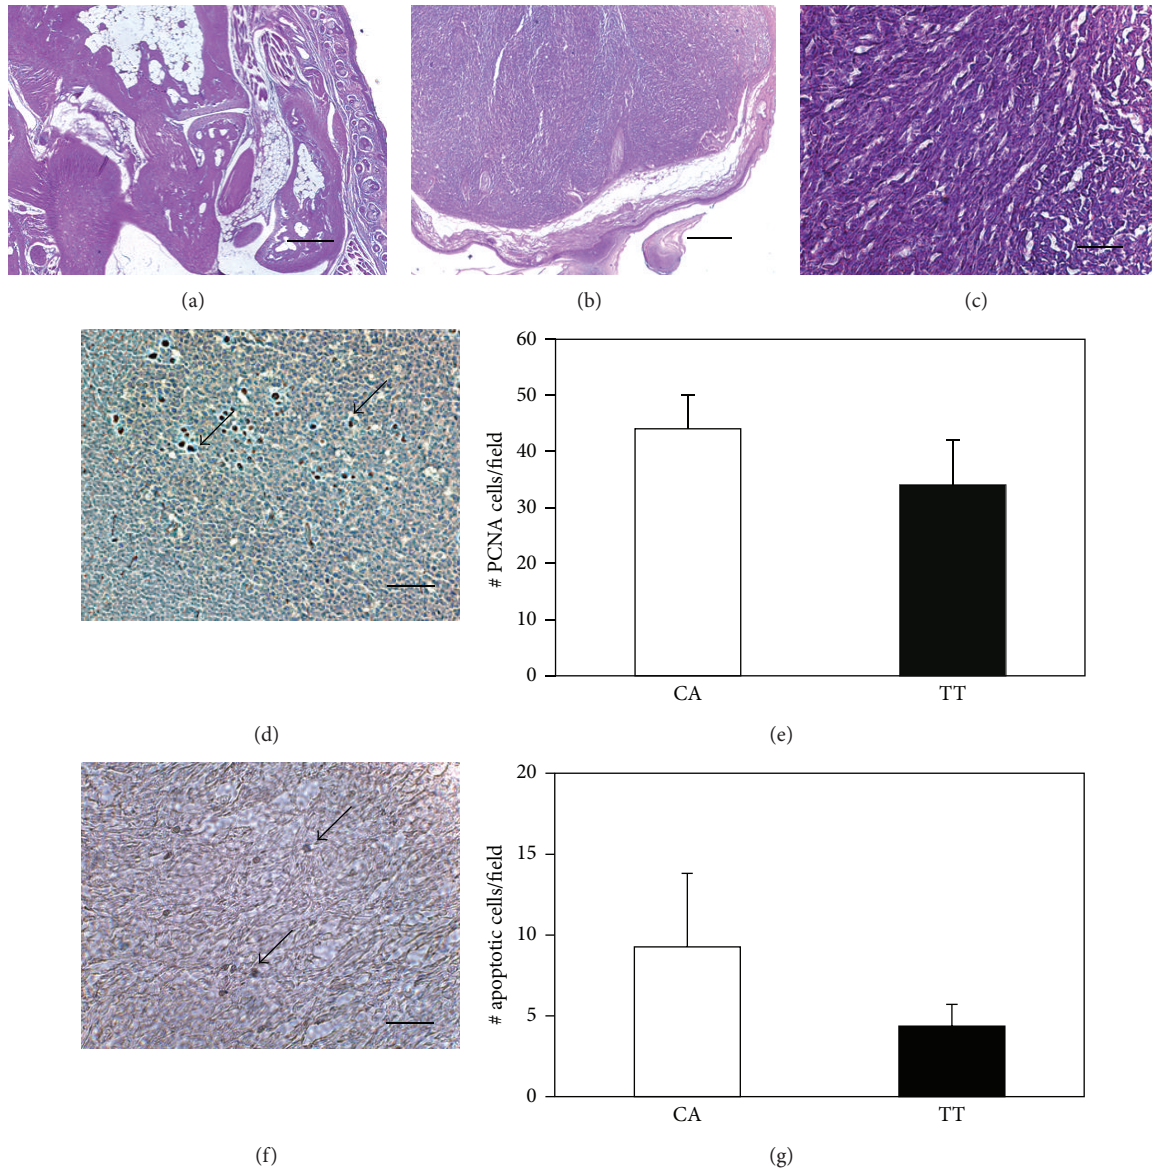 (a)
(b)
(c)
60
50
40
30
20
10
0
# PCNA cells/field
CA
TT
(d)
(e)
20
15
10
5
0
# apoptotic cells/field
CA
TT
(f)
(g)